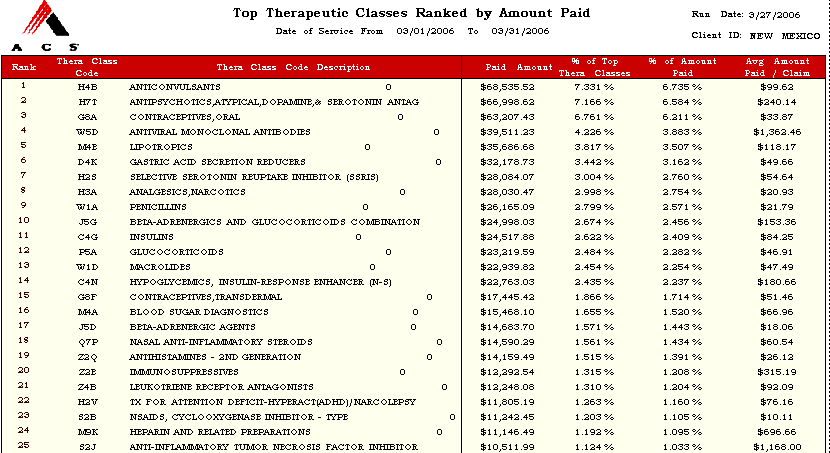 Top Therapeutic Classes Ranked by Amount Paid
Run Date: 3/27/2006
Date of Service From 03/01/2006 To 03/31/2006
Client ID: NEW MEXICO
A C S
Rank Thera Class Code Thera Class Code Description Paid Amount % of Top Thera Classes % of Amount Paid Avg Amount Paid / Claim
1 H4B ANTICONVULSANTS 0 $68,535.52 7.331 % 6.735 % $99.62
2 H7T ANTIPSYCHOTICS,ATYPICAL,DOPAMINE,& SEROTONIN ANTAG $66,998.62 7.166 % 6.584 % $240.14
3 G8A CONTRACEPTIVES,ORAL 0 $63,207.43 6.761 % 6.211 % $33.87
4 W5D ANTIVIRAL MONOCLONAL ANTIBODIES 0 $39,511.23 4.226 % 3.883 % $1,362.46
5 M4E LIPOTROPICS 0 $35,686.68 3.817 % 3.507 % $118.17
6 D4K GASTRIC ACID SECRETION REDUCERS 0 $32,178.73 3.442 % 3.162 % $49.66
7 H2S SELECTIVE SEROTONIN REUPTAKE INHIBITOR (SSRIS) $28,084.07 3.004 % 2.760 % $54.64
8 H3A ANALGESICS,NARCOTICS 0 $28,030.47 2.998 % 2.754 % $20.93
9 W1A PENICILLINS 0 $26,165.09 2.799 % 2.571 % $21.79
10 J5G BETA-ADRENERGICS AND GLUCOCORTICOIDS COMBINATION $24,998.03 2.674 % 2.456 % $153.36
11 C4G INSULINS 0 $24,517.88 2.622 % 2.409 % $84.25
12 P5A GLUCOCORTICOIDS 0 $23,219.59 2.484 % 2.282 % $46.91
13 W1D MACROLIDES 0 $22,939.82 2.454 % 2.254 % $47.49
14 C4N HYPOGLYCEMICS, INSULIN-RESPONSE ENHANCER (N-S) $22,763.03 2.435 % 2.237 % $180.66
15 G8F CONTRACEPTIVES,TRANSDERMAL 0 $17,445.42 1.866 % 1.714 % $51.46
16 M4A BLOOD SUGAR DIAGNOSTICS 0 $15,468.10 1.655 % 1.520 % $66.96
17 J5D BETA-ADRENERGIC AGENTS 0 $14,683.70 1.571 % 1.443 % $18.06
18 Q7P NASAL ANTI-INFLAMMATORY STEROIDS 0 $14,590.29 1.561 % 1.434 % $60.54
19 Z2Q ANTIHISTAMINES - 2ND GENERATION 0 $14,159.49 1.515 % 1.391 % $26.12
20 Z2E IMMUNOSUPPRESSIVES 0 $12,292.54 1.315 % 1.208 % $315.19
21 Z4B LEUKOTRIENE RECEPTOR ANTAGONISTS 0 $12,248.08 1.310 % 1.204 % $92.09
22 H2V TX FOR ATTENTION DEFICIT-HYPERACT(ADHD)/NARCOLEPSY $11,805.19 1.263 % 1.160 % $76.16
23 S2B NSAIDS, CYCLOOXYGENASE INHIBITOR - TYPE 0 $11,242.45 1.203 % 1.105 % $10.11
24 M9K HEPARIN AND RELATED PREPARATIONS 0 $11,146.49 1.192 % 1.095 % $696.66
25 S2J ANTI-INFLAMMATORY TUMOR NECROSIS FACTOR INHIBITOR $10,511.99 1.124 % 1.033 % $1,168.00